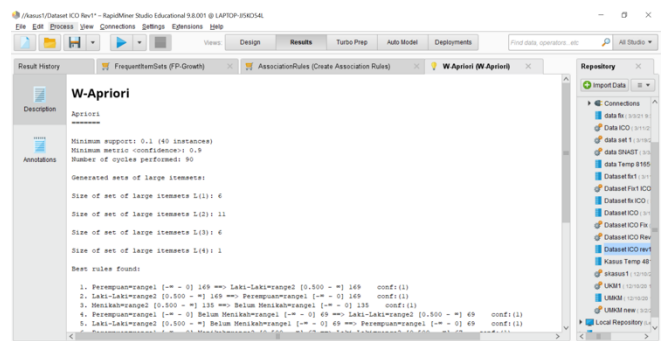 //kasus1/Dataset ICO Rev1* - RapidMiner Studio Educational 9.8.001 @ LAPTOP-JI5KO54L
File Edit Process View Connections Settings Extensions Help
Views: Design Results Turbo Prep Auto Model Deployments
Find data, operators...etc
All Studio
Result History
FrequentItemSets (FP-Growth)
AssociationRules (Create Association Rules)
W-Apriori (W-Apriori)
Repository
Description
Annotations
W-Apriori
Apriori
=======
Minimum support: 0.1 (40 instances)
Minimum metric <confidence>: 0.9
Number of cycles performed: 90
Generated sets of large itemsets:
Size of set of large itemsets L(1): 6
Size of set of large itemsets L(2): 11
Size of set of large itemsets L(3): 6
Size of set of large itemsets L(4): 1
Best rules found:
1. Perempuan=range1 [-∞ - 0] 169 ==> Laki-Laki=range2 [0.500 - ∞] 169 conf:(1)
2. Laki-Laki=range2 [0.500 - ∞] 169 ==> Perempuan=range1 [-∞ - 0] 169 conf:(1)
3. Menikah=range2 [0.500 - ∞] 135 ==> Belum Menikah=range1 [-∞ - 0] 135 conf:(1)
4. Perempuan=range1 [-∞ - 0] Belum Menikah=range1 [-∞ - 0] 69 ==> Laki-Laki=range2 [0.500 - ∞] 69 conf:(1)
5. Laki-Laki=range2 [0.500 - ∞] Belum Menikah=range1 [-∞ - 0] 69 ==> Perempuan=range1 [-∞ - 0] 69 conf:(1)
Import Data
Connections
data fix
Data ICO
data set 1
data SNAST
data Temp 8165
Dataset fix1
Dataset Fix1 ICO
Dataset fix ICO
Dataset ICO
Dataset ICO Fix
Dataset ICO Rev
Dataset ICO rev1
Kasus Temp 48
skasus1
UKM1
UMKM
UMKM new
Local Repository